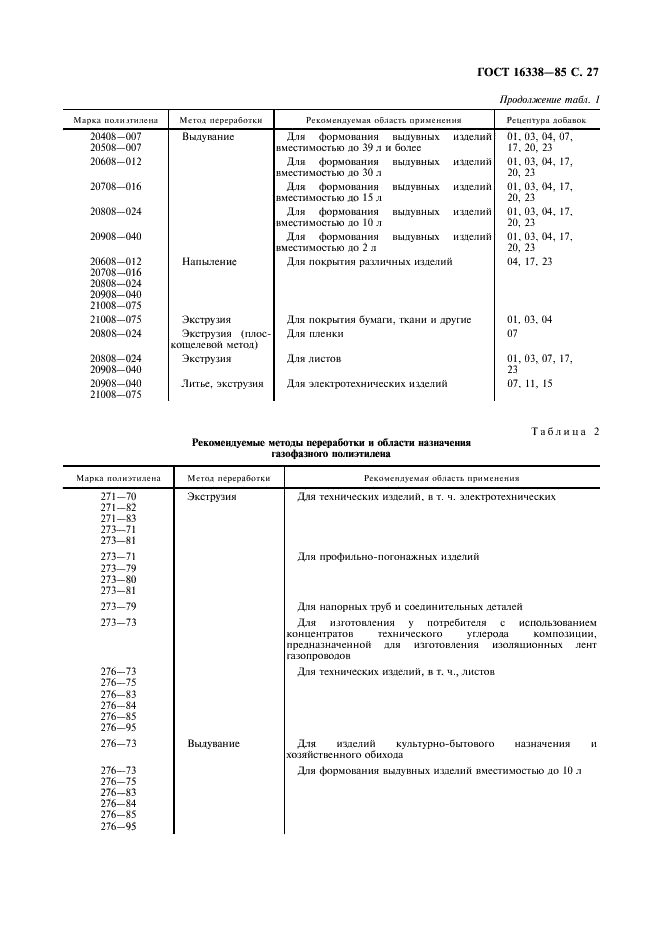 ГОСТ 16338—85 С. 27
Продолжение табл. 1
Марка полиэтилена Метод переработки Рекомендуемая область применения Рецептура добавок
20408—007 Выдувание Для формования выдувных изделий 01, 03, 04, 07,
20508—007 вместимостью до 39 л и более 17, 20, 23
20608—012 Для формования выдувных изделий 01, 03, 04, 17,
вместимостью до 30 л 20, 23
20708—016 Для формования выдувных изделий 01, 03, 04, 17,
вместимостью до 15 л 20, 23
20808—024 Для формования выдувных изделий 01, 03, 04, 17,
вместимостью до 10 л 20, 23
20908—040 Для формования выдувных изделий 01, 03, 04, 17,
вместимостью до 2 л 20, 23
20608—012 Напыление Для покрытия различных изделий 04, 17, 23
20708—016
20808—024
20908—040
21008—075
21008—075 Экструзия Для покрытия бумаги, ткани и другие 01, 03, 04
20808—024 Экструзия (плос- Для пленки 07
кощелевой метод)
20808—024 Экструзия Для листов 01, 03, 07, 17,
20908—040 23
20908—040 Литье, экструзия Для электротехнических изделий 07, 11, 15
21008—075
Таблица 2
Рекомендуемые методы переработки и области назначения
газофазного полиэтилена
Марка полиэтилена Метод переработки Рекомендуемая область применения
271—70 Экструзия Для технических изделий, в т. ч. электротехнических
271—82
271—83
273—71
273—81
273—71 Для профильно-погонажных изделий
273—79
273—80
273—81
273—79 Для напорных труб и соединительных деталей
273—73 Для изготовления у потребителя с использованием
концентратов технического углерода композиции,
предназначенной для изготовления изоляционных лент
газопроводов
276—73 Для технических изделий, в т. ч., листов
276—75
276—83
276—84
276—85
276—95
276—73 Выдувание Для изделий культурно-бытового назначения и
хозяйственного обихода
276—73 Для формования выдувных изделий вместимостью до 10 л
276—75
276—83
276—84
276—85
276—95